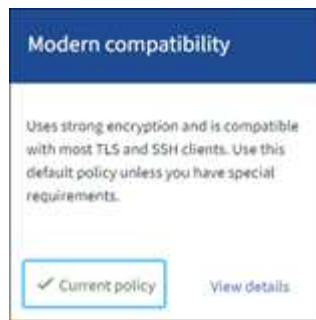 Modern compatibility
Uses strong encryption and is compatible
with most TLS and SSH clients. Use this
default policy unless you have special
requirements.
Current policy
View details